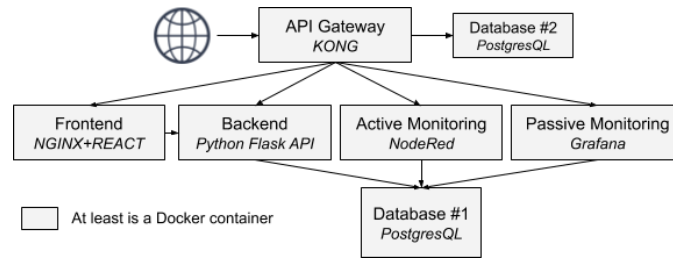 API Gateway
KONG
Database #2
PostgresQL
Frontend
NGINX+REACT
Backend
Python Flask API
Active Monitoring
NodeRed
Passive Monitoring
Grafana
At least is a Docker container
Database #1
PostgresQL